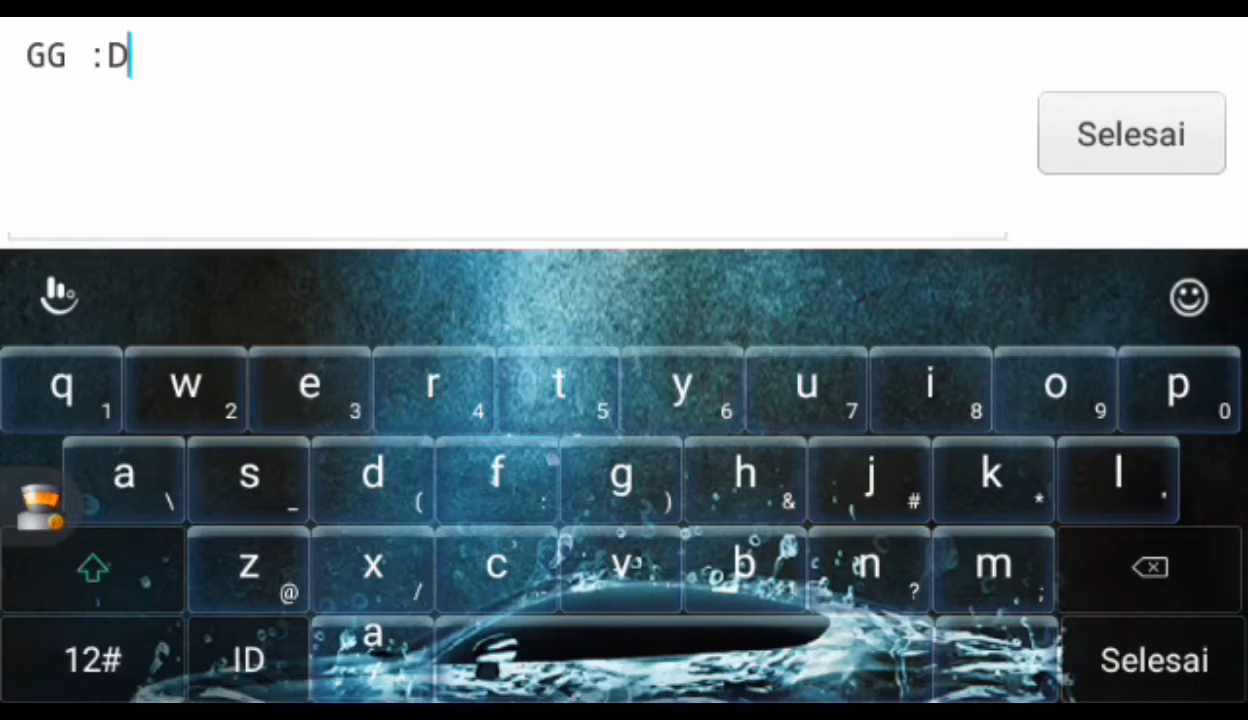 GG :D
Selesai
q 1 w 2 e 3 r 4 t 5 y 6 u 7 i 8 o 9 p 0
a \ s _ d ( f : g ) h & j # k * l '
z @ x / c v b n ? m ;
12# ID a Selesai